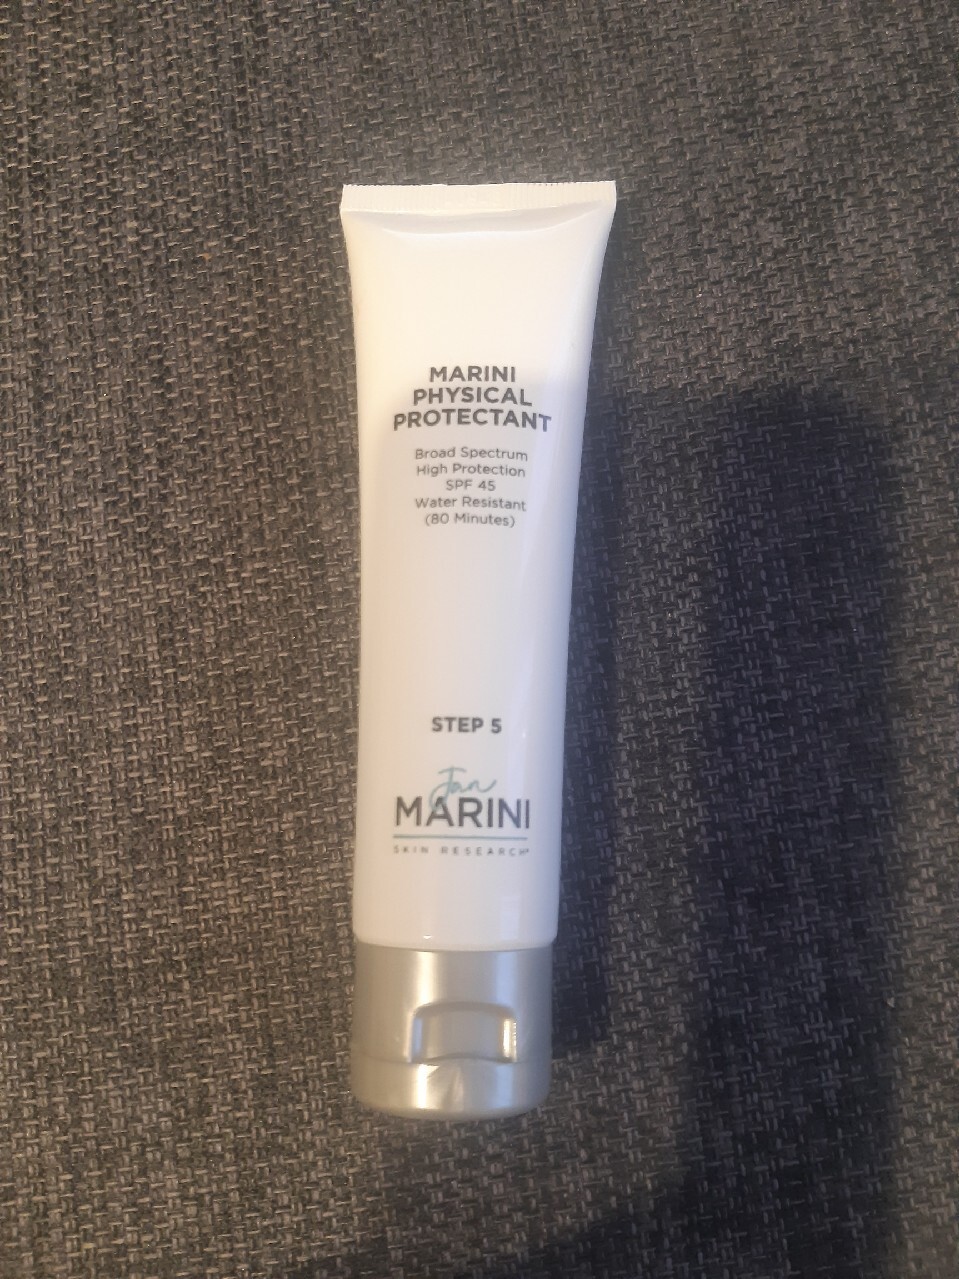 MARINI
PHYSICAL
PROTECTANT
Broad Spectrum
High Protection
SPF 45
Water Resistant
(80 Minutes)
STEP 5
Jan
MARINI
SKIN RESEARCH®